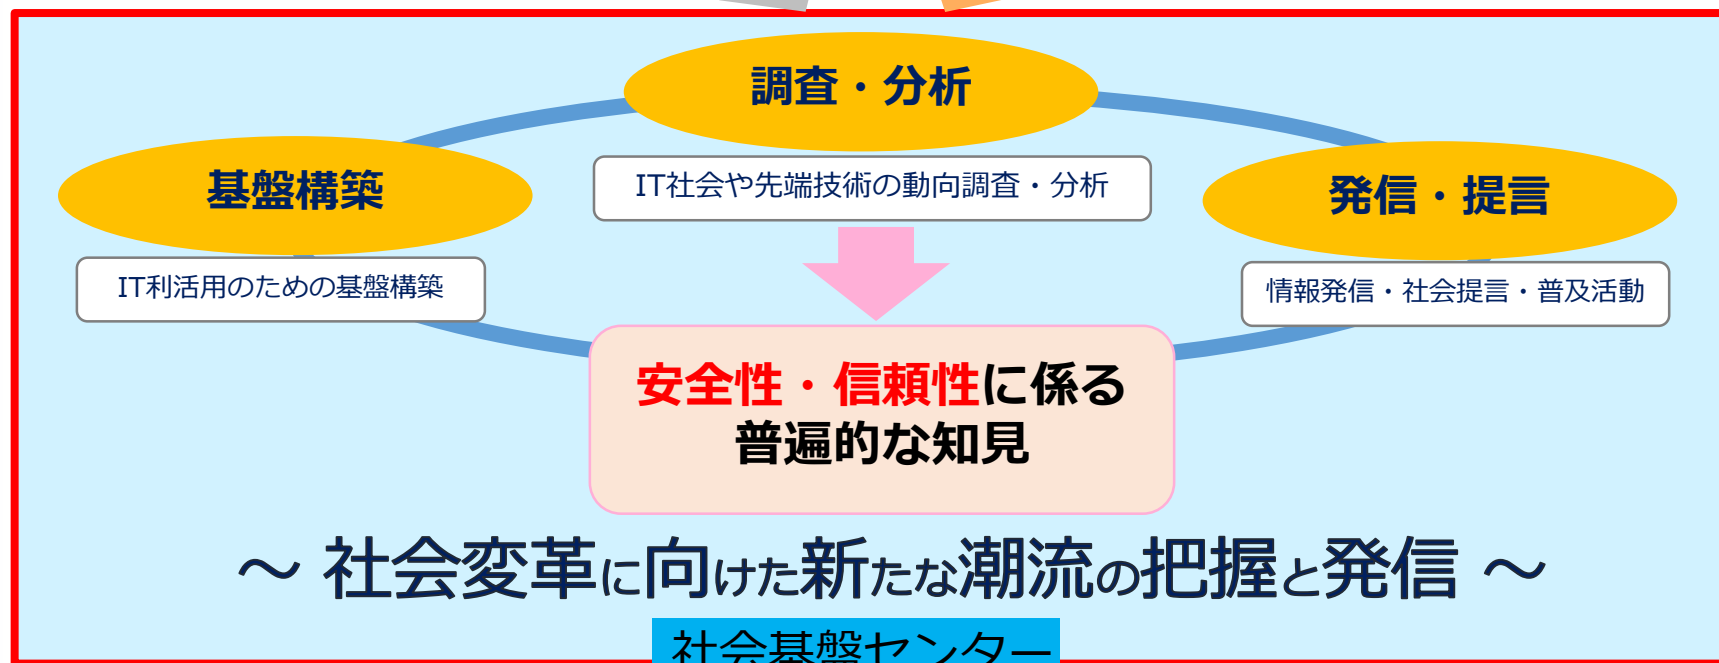 調査・分析
IT社会や先端技術の動向調査・分析
基盤構築
IT利活用のための基盤構築
発信・提言
情報発信・社会提言・普及活動
安全性・信頼性に係る
普遍的な知見
～ 社会変革に向けた新たな潮流の把握と発信 ～
社会基盤センター